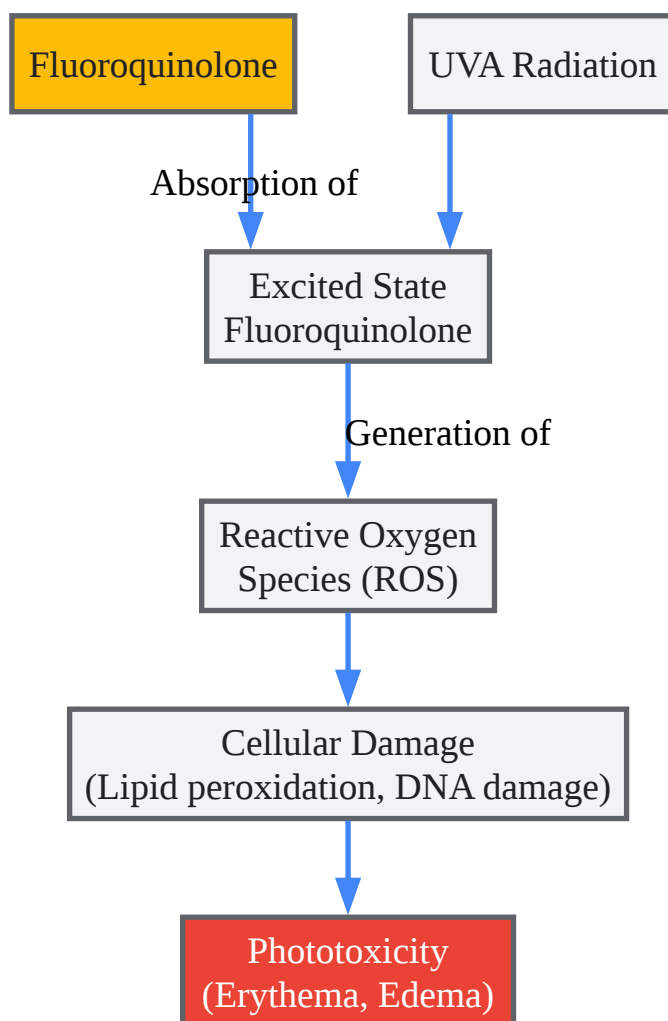 Fluoroquinolone
UVA Radiation
Absorption of
Excited State
Fluoroquinolone
Generation of
Reactive Oxygen
Species (ROS)
Cellular Damage
(Lipid peroxidation, DNA damage)
Phototoxicity
(Erythema, Edema)